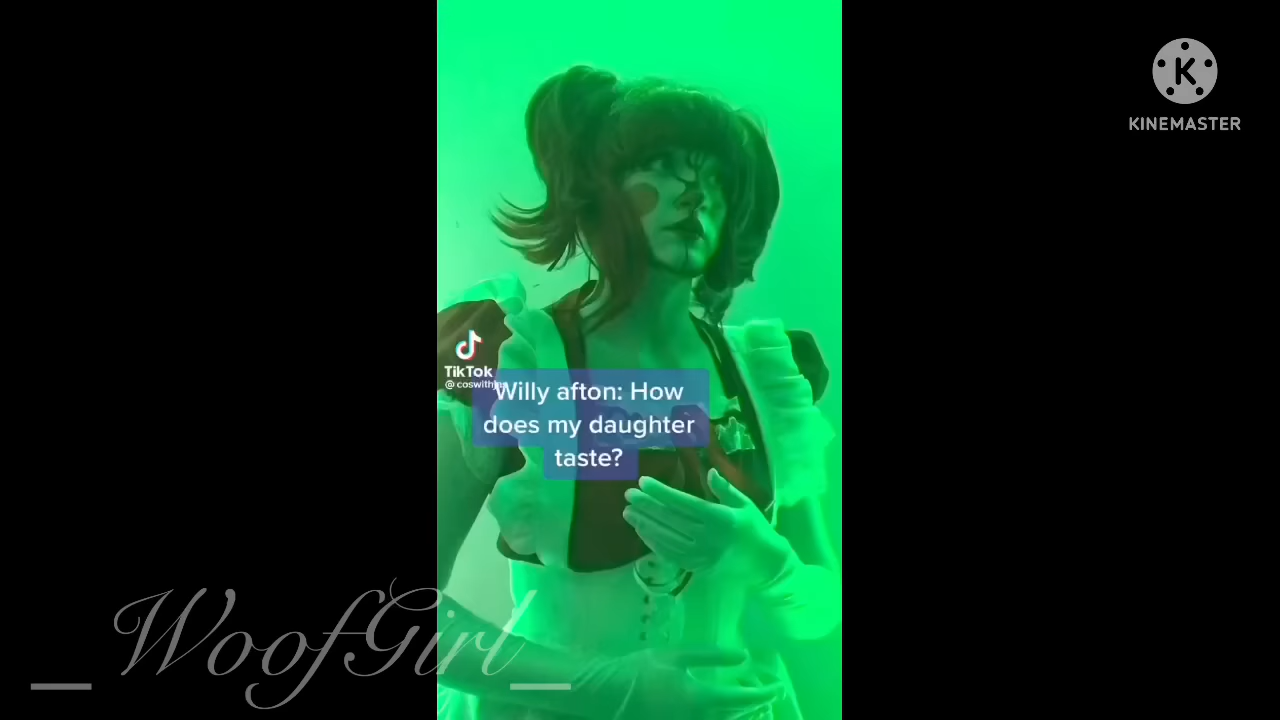 KINEMASTER
TikTok
Willy afton: How
does my daughter
taste?
_WoofGirl_